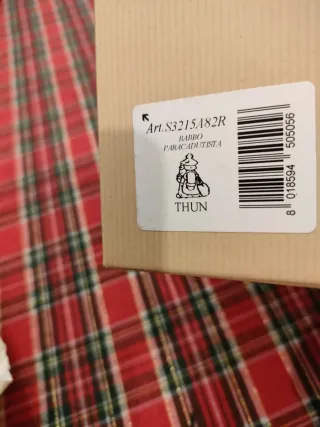 Art.S3215A82R
BABBO
PARACADUTISTA
THUN
8 018594 505056